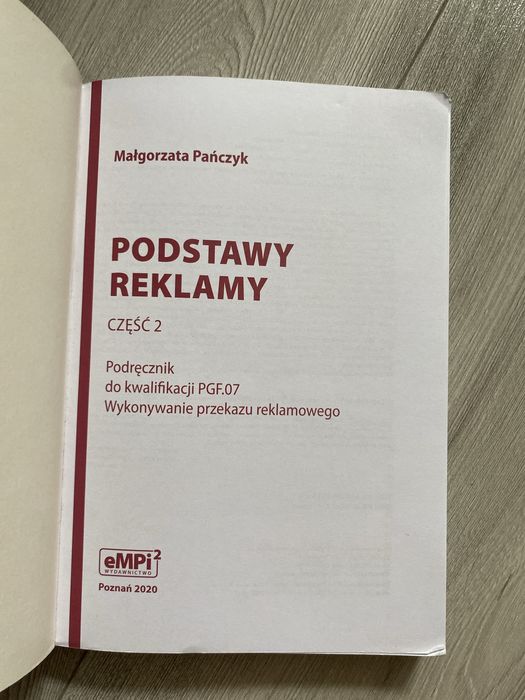 Małgorzata Pańczyk
PODSTAWY
REKLAMY
CZĘŚĆ 2
Podręcznik
do kwalifikacji PGF.07
Wykonywanie przekazu reklamowego
eMPi2
WYDAWNICTWO
Poznań 2020